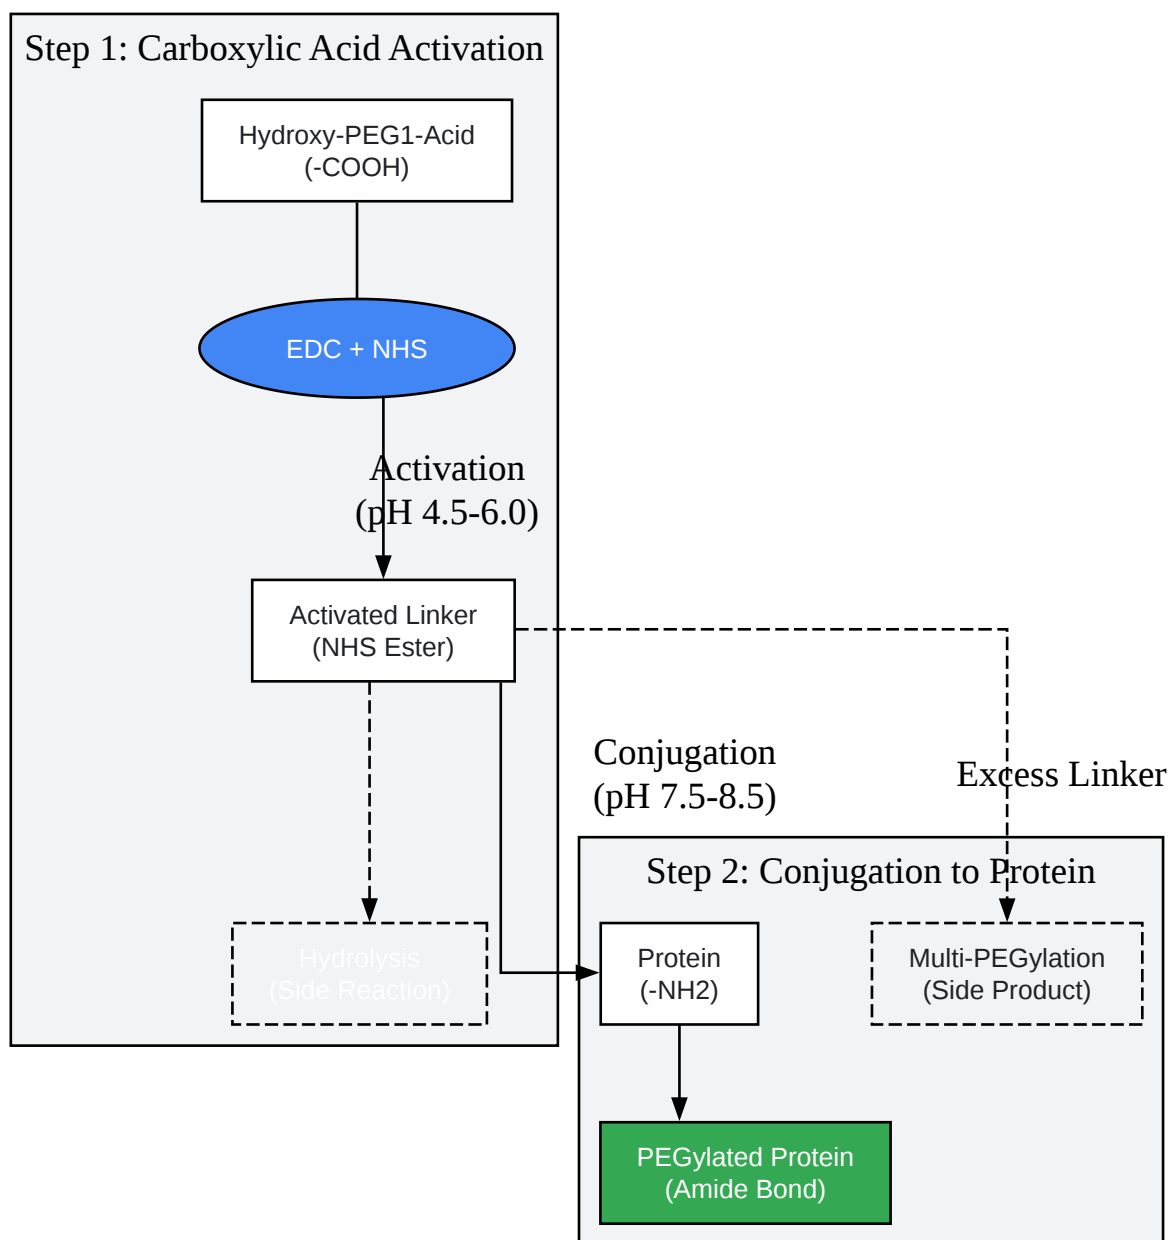 Step 1: Carboxylic Acid Activation
Hydroxy-PEG1-Acid
(-COOH)
EDC + NHS
Activation
(pH 4.5-6.0)
Activated Linker
(NHS Ester)
Conjugation
(pH 7.5-8.5)
Excess Linker
Step 2: Conjugation to Protein
Hydrolysis
(Side Reaction)
Protein
(-NH2)
Multi-PEGylation
(Side Product)
PEGylated Protein
(Amide Bond)